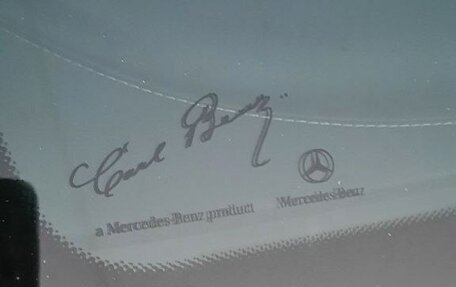 Carl Benz
a Mercedes-Benz product
Mercedes-Benz